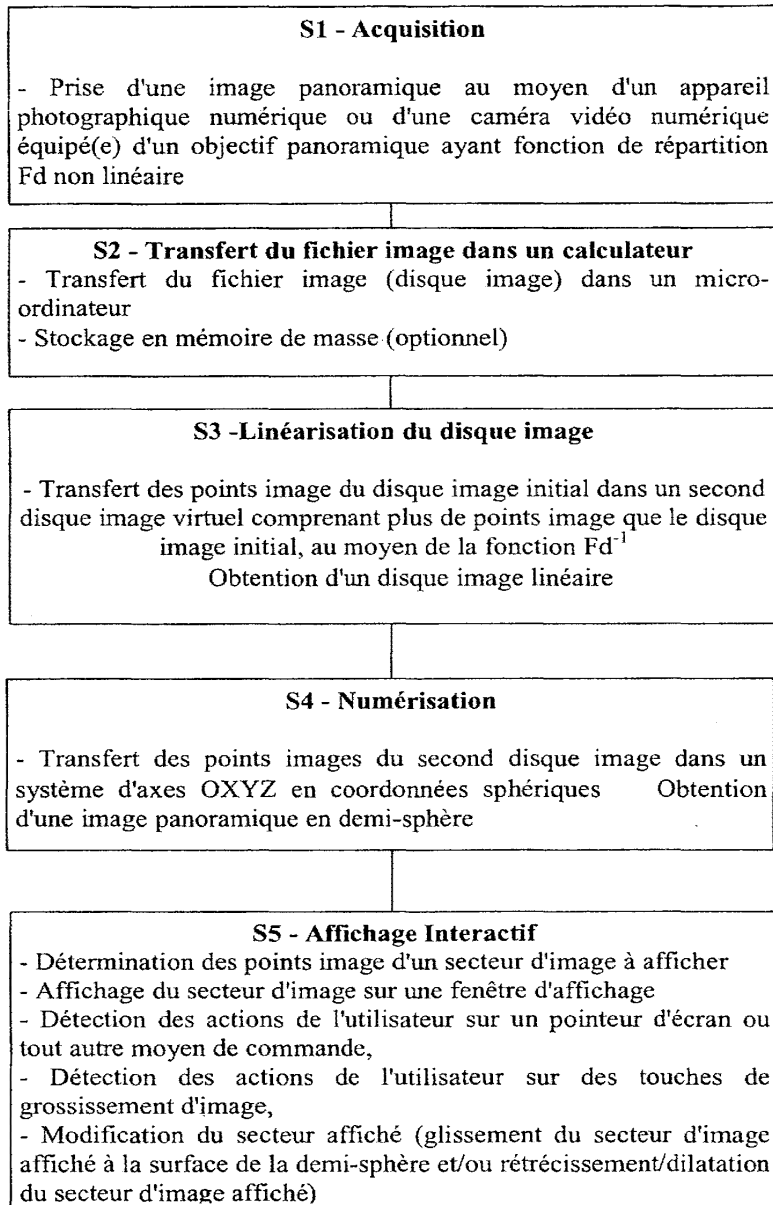 S1 - Acquisition
- Prise d'une image panoramique au moyen d'un appareil
photographique numérique ou d'une caméra vidéo numérique
équipé(e) d'un objectif panoramique ayant fonction de répartition
Fd non linéaire
S2 - Transfert du fichier image dans un calculateur
- Transfert du fichier image (disque image) dans un micro-
ordinateur
- Stockage en mémoire de masse (optionnel)
S3 -Linéarisation du disque image
- Transfert des points image du disque image initial dans un second
disque image virtuel comprenant plus de points image que le disque
image initial, au moyen de la fonction Fd⁻¹
Obtention d'un disque image linéaire
S4 - Numérisation
- Transfert des points images du second disque image dans un
système d'axes OXYZ en coordonnées sphériques Obtention
d'une image panoramique en demi-sphère
S5 - Affichage Interactif
- Détermination des points image d'un secteur d'image à afficher
- Affichage du secteur d'image sur une fenêtre d'affichage
- Détection des actions de l'utilisateur sur un pointeur d'écran ou
tout autre moyen de commande,
- Détection des actions de l'utilisateur sur des touches de
grossissement d'image,
- Modification du secteur affiché (glissement du secteur d'image
affiché à la surface de la demi-sphère et/ou rétrécissement/dilatation
du secteur d'image affiché)